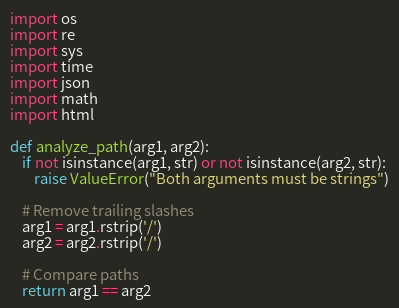 import os
import re
import sys
import time
import json
import math
import html
def analyze_path(arg1, arg2):
if not isinstance(arg1, str) or not isinstance(arg2, str):
raise ValueError("Both arguments must be strings")
# Remove trailing slashes
arg1 = arg1.rstrip('/')
arg2 = arg2.rstrip('/')
# Compare paths
return arg1 == arg2